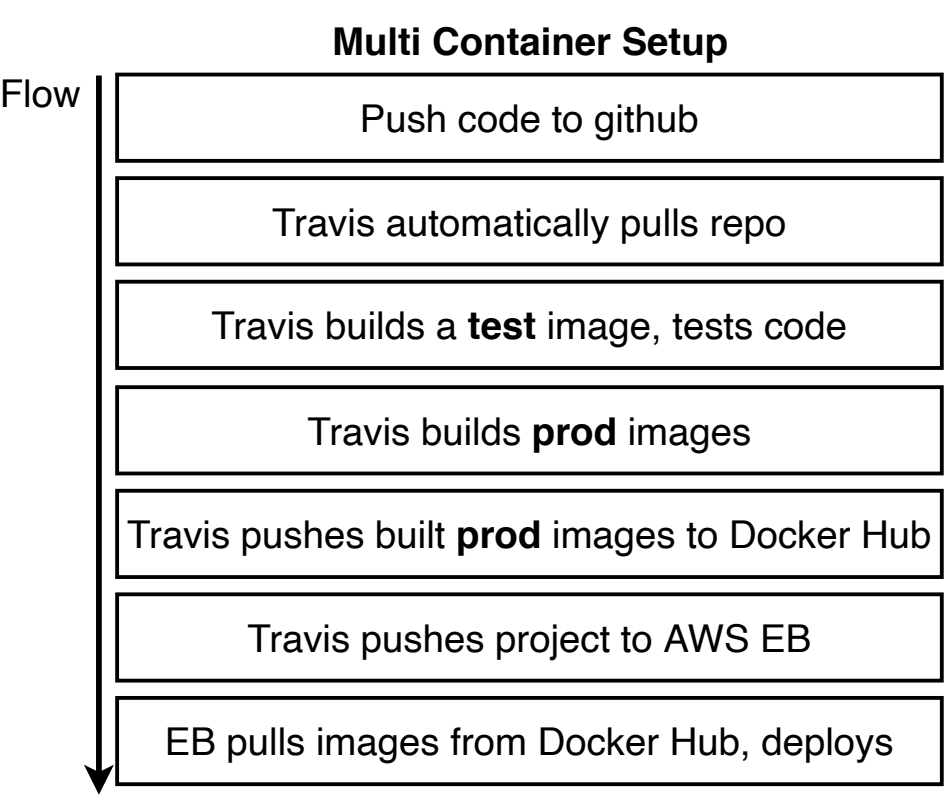 Multi Container Setup
Flow
Push code to github
Travis automatically pulls repo
Travis builds a test image, tests code
Travis builds prod images
Travis pushes built prod images to Docker Hub
Travis pushes project to AWS EB
EB pulls images from Docker Hub, deploys